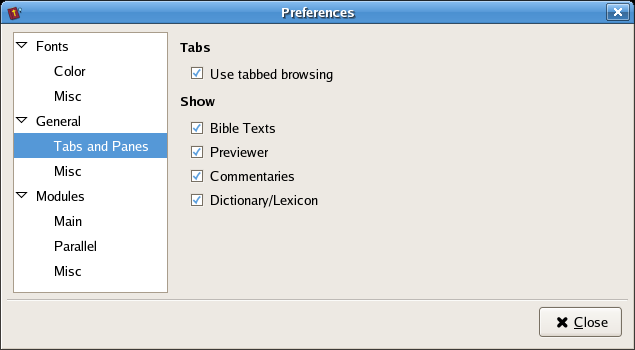 Preferences
Fonts
Color
Misc
General
Tabs and Panes
Misc
Modules
Main
Parallel
Misc
Tabs
Use tabbed browsing
Show
Bible Texts
Previewer
Commentaries
Dictionary/Lexicon
Close